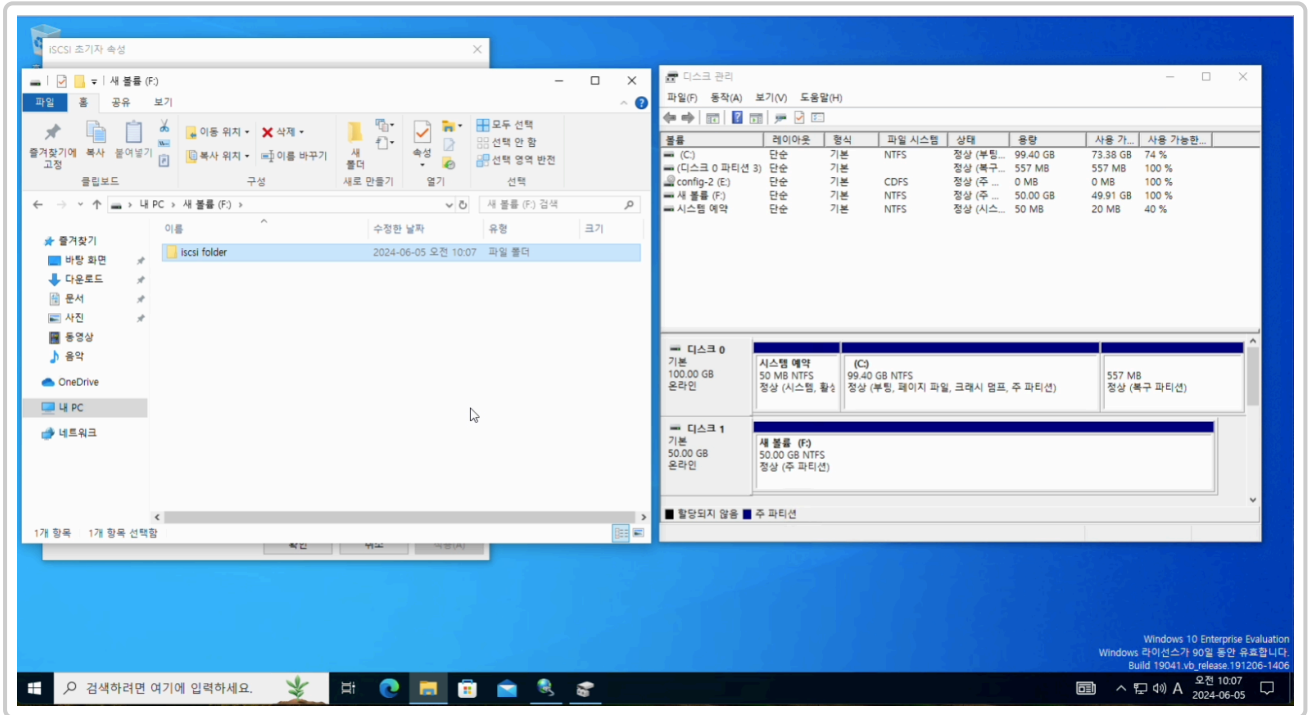 iSCSI 초기자 속성
새 볼륨 (F:)
파일 홈 공유 보기
즐겨찾기에 고정
복사
붙여넣기
이동 위치
복사 위치
삭제
이름 바꾸기
새 폴더
속성
모두 선택
선택 안 함
선택 영역 반전
클립보드 구성 새로 만들기 열기 선택
내 PC > 새 볼륨 (F:) >
새 볼륨 (F:) 검색
이름 수정한 날짜 유형 크기
iscsi folder 2024-06-05 오전 10:07 파일 폴더
즐겨찾기
바탕 화면
다운로드
문서
사진
동영상
음악
OneDrive
내 PC
네트워크
1개 항목 1개 항목 선택함
디스크 관리
파일(F) 동작(A) 보기(V) 도움말(H)
볼륨 레이아웃 형식 파일 시스템 상태 용량 사용 가... 사용 가능한...
(C:) 단순 기본 NTFS 정상 (부팅... 99.40 GB 73.38 GB 74 %
(디스크 0 파티션 3) 단순 기본 정상 (복구... 557 MB 557 MB 100 %
config-2 (E:) 단순 기본 CDFS 정상 (주 ... 0 MB 0 MB 100 %
새 볼륨 (F:) 단순 기본 NTFS 정상 (주 ... 50.00 GB 49.91 GB 100 %
시스템 예약 단순 기본 NTFS 정상 (시스... 50 MB 20 MB 40 %
디스크 0
기본
100.00 GB
온라인
시스템 예약
50 MB NTFS
정상 (시스템, 활성
(C:)
99.40 GB NTFS
정상 (부팅, 페이지 파일, 크래시 덤프, 주 파티션)
557 MB
정상 (복구 파티션)
디스크 1
기본
50.00 GB
온라인
새 볼륨 (F:)
50.00 GB NTFS
정상 (주 파티션)
할당되지 않음 주 파티션
Windows 10 Enterprise Evaluation
Windows 라이선스가 90일 동안 유효합니다.
Build 19041.vb_release.191206-1406
검색하려면 여기에 입력하세요.
A
오전 10:07
2024-06-05